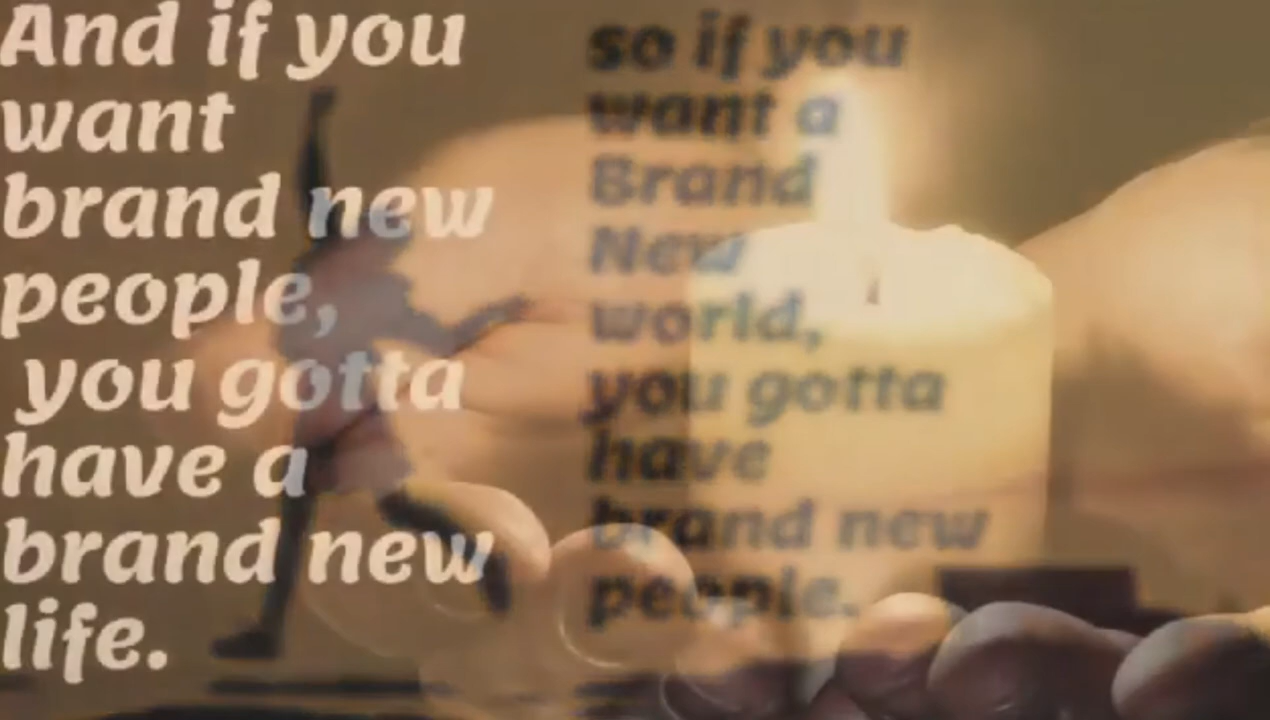 And if you
want
brand new
people,
you gotta
have a
brand new
life.
so if you
want a
Brand
New
world,
you gotta
have
brand new
people.